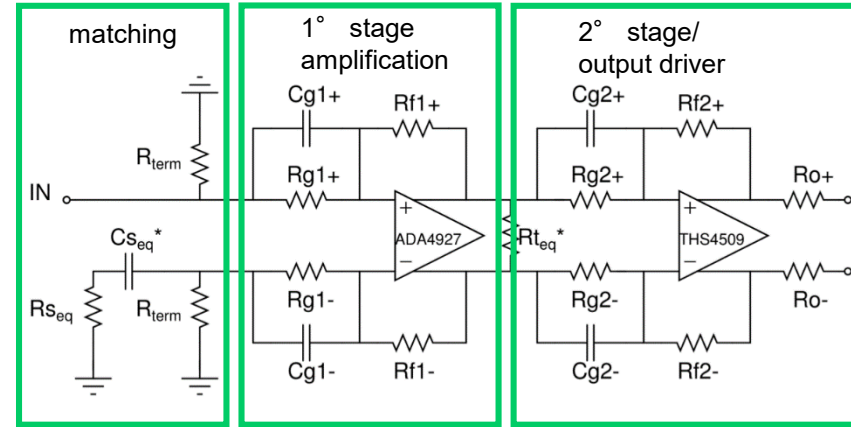 matching
1° stage
amplification
2° stage/
output driver
Cg1+
Rf1+
Cg2+
Rf2+
Rterm
Rg1+
Rg2+
Ro+
IN
+
+
Cseq*
ADA4927
Rteq*
THS4509
−
−
Rseq
Rterm
Rg1-
Rg2-
Ro-
Cg1-
Rf1-
Cg2-
Rf2-